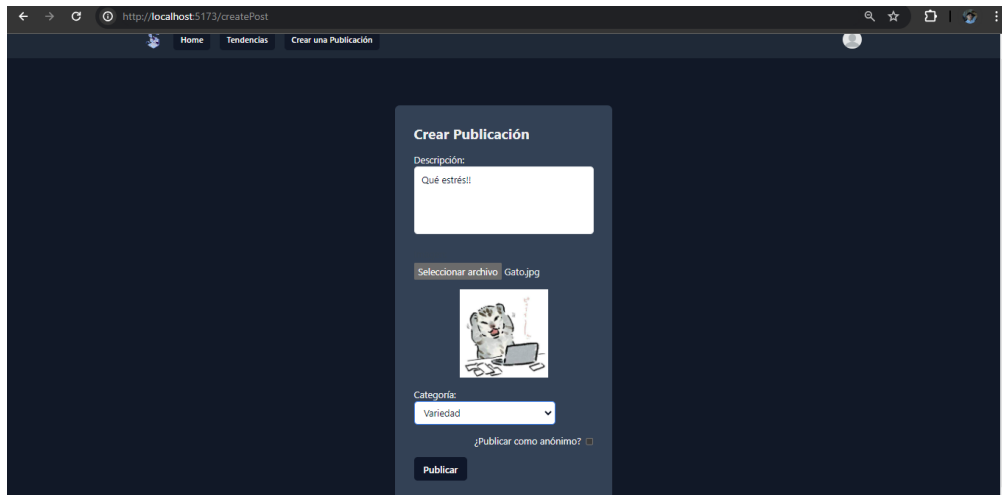 http://localhost:5173/createPost
Home Tendencias Crear una Publicación
Crear Publicación
Descripción:
Qué estrés!!
Seleccionar archivo Gato.jpg
Categoría:
Variedad
¿Publicar como anónimo?
Publicar